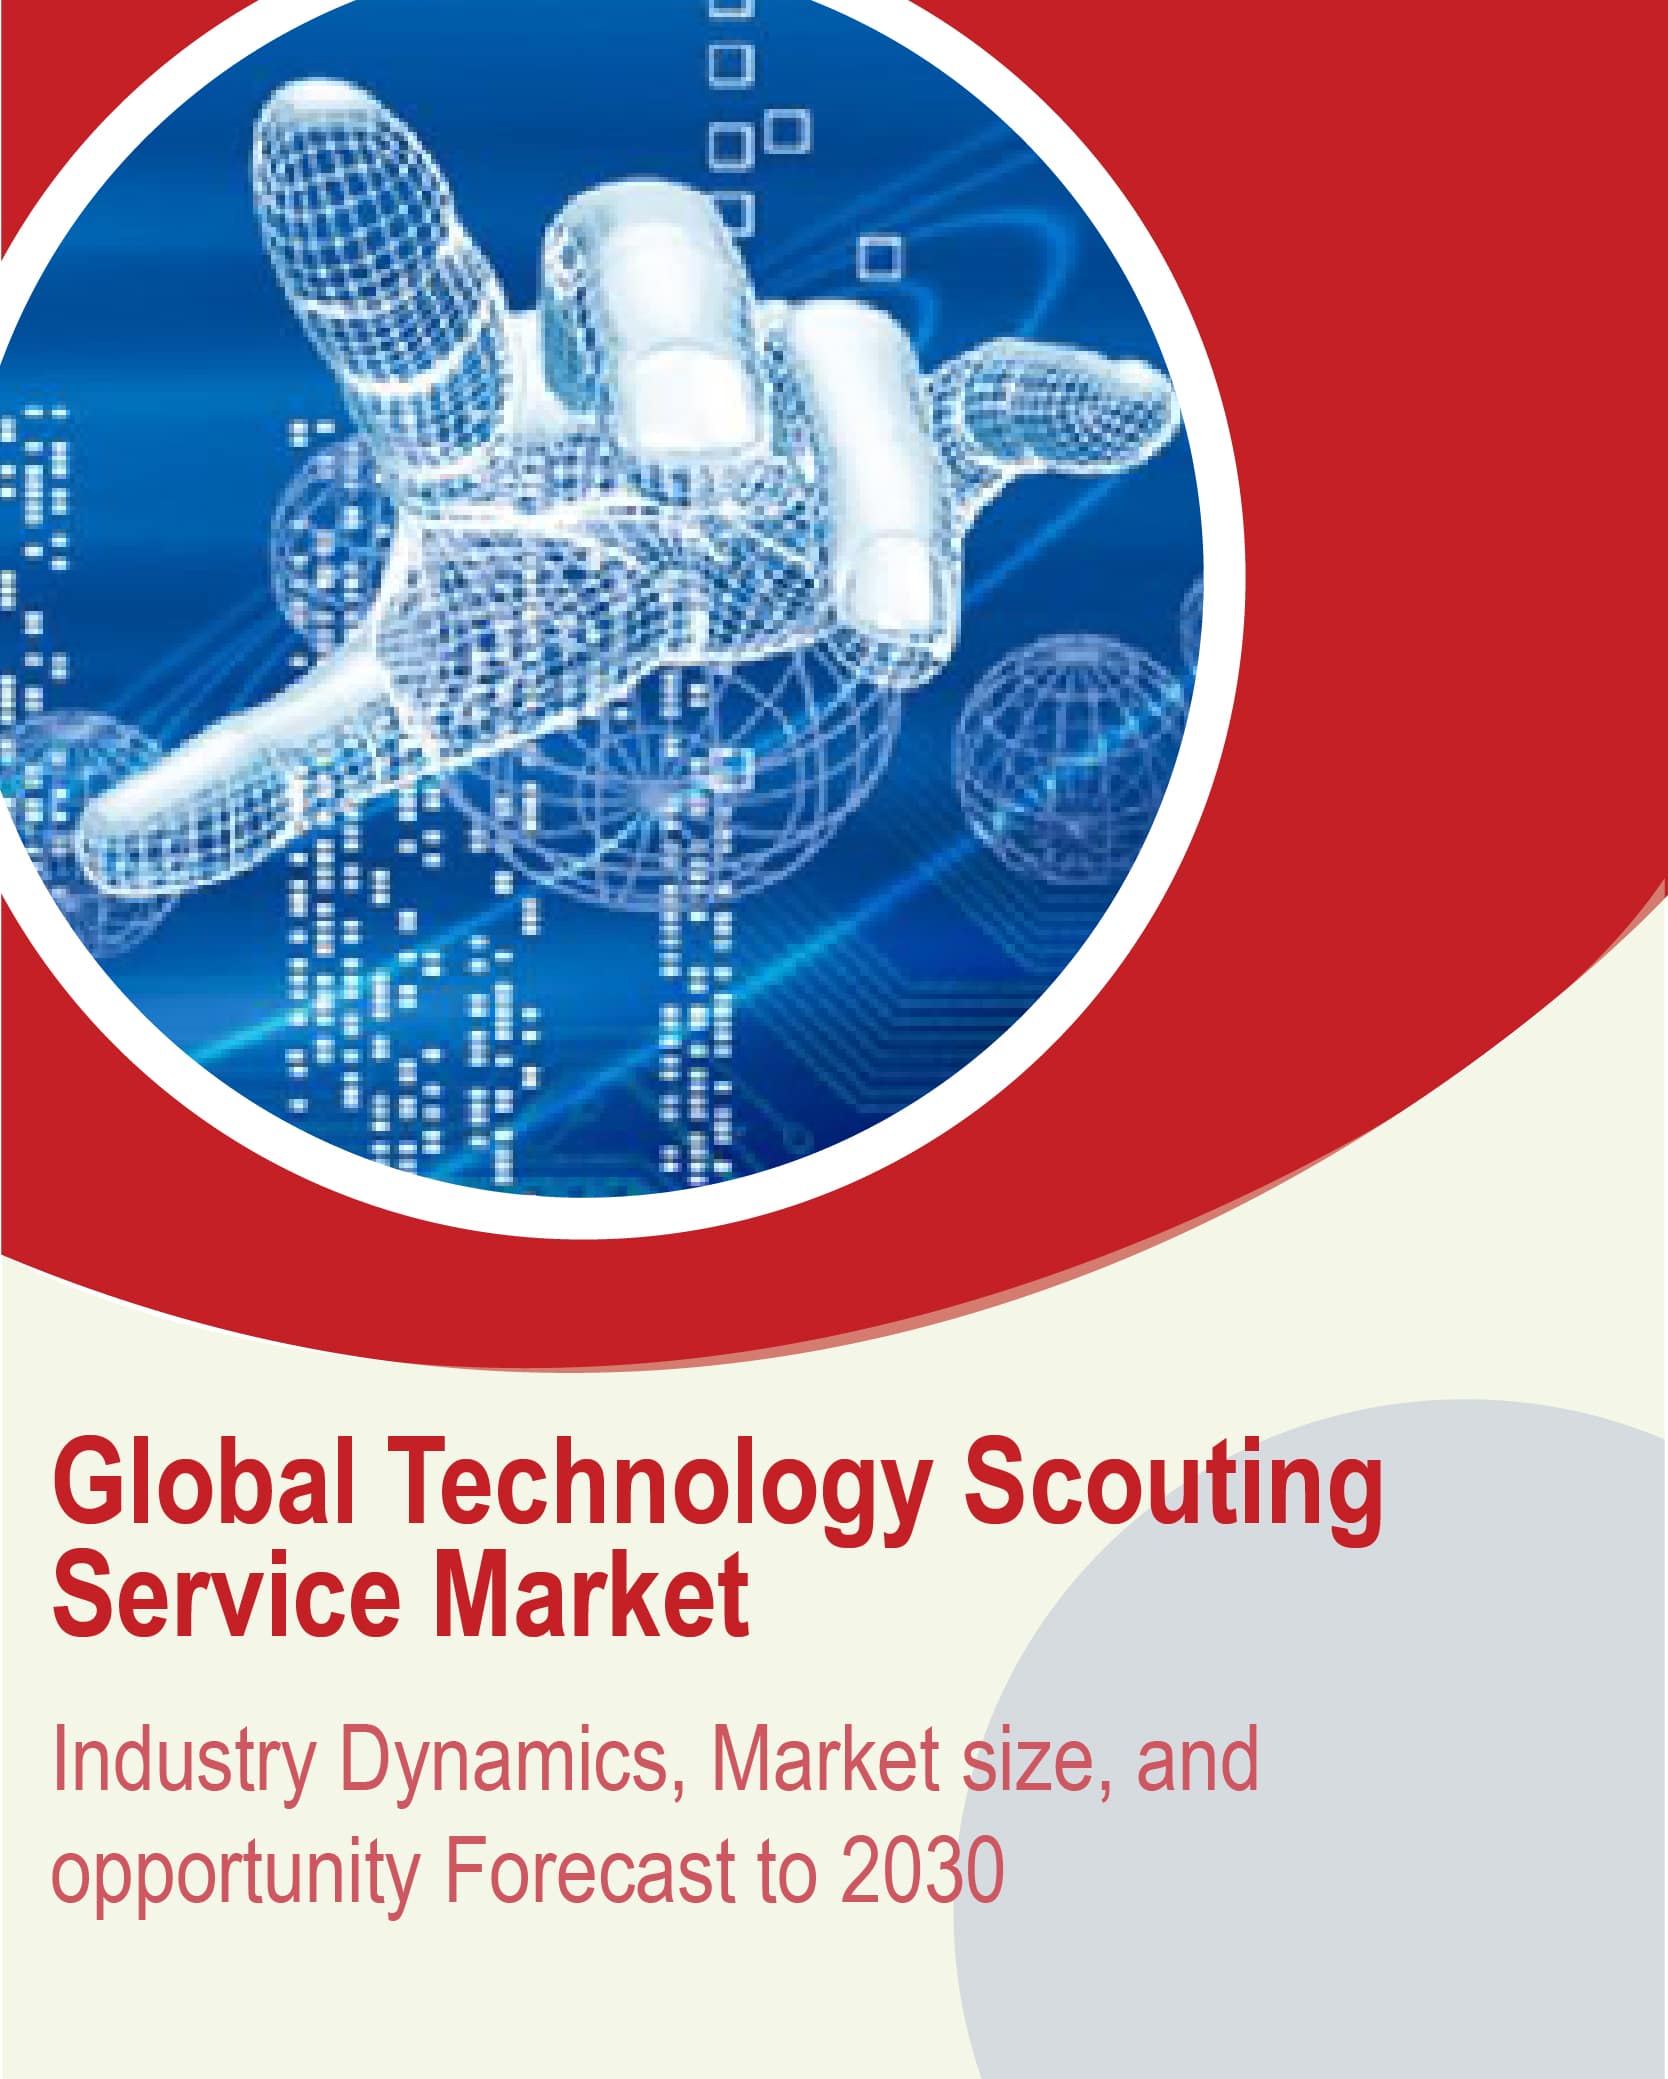 Global Technology Scouting
Service Market
Industry Dynamics, Market size, and
opportunity Forecast to 2030